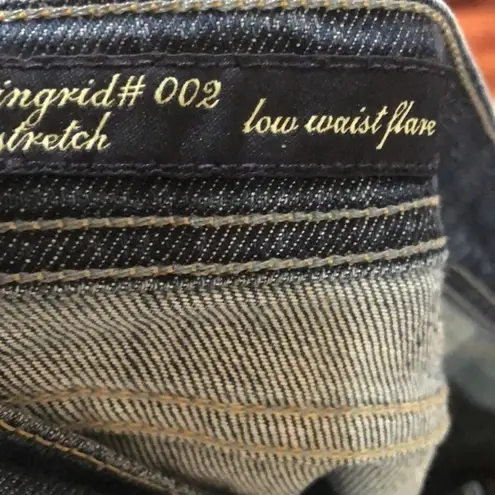 ingrid# 002
stretch
low waist flare